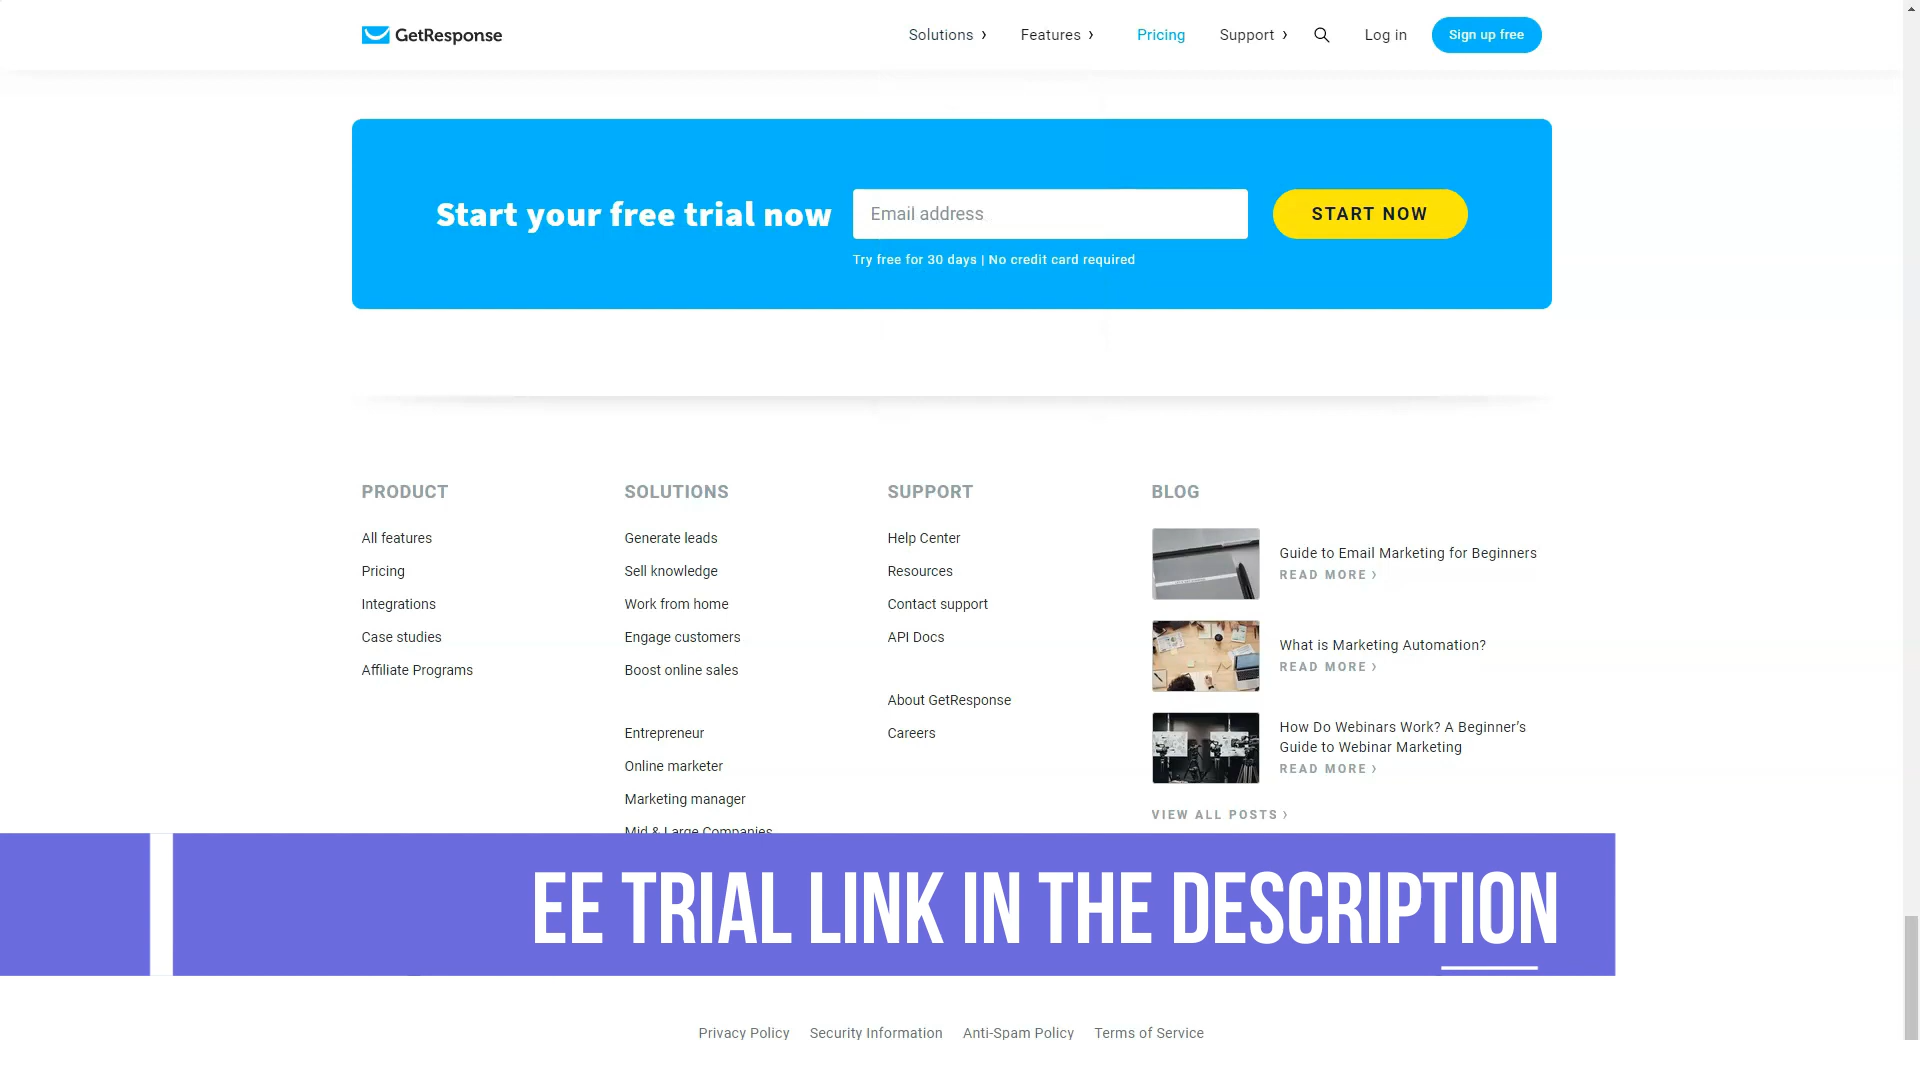 GetResponse
Solutions
Features
Pricing
Support
Log in
Sign up free
Start your free trial now
Email address
START NOW
Try free for 30 days | No credit card required
PRODUCT
All features
Pricing
Integrations
Case studies
Affiliate Programs
SOLUTIONS
Generate leads
Sell knowledge
Work from home
Engage customers
Boost online sales
Entrepreneur
Online marketer
Marketing manager
Mid & Large Companies
SUPPORT
Help Center
Resources
Contact support
API Docs
About GetResponse
Careers
BLOG
Guide to Email Marketing for Beginners
READ MORE
What is Marketing Automation?
READ MORE
How Do Webinars Work? A Beginner’s
Guide to Webinar Marketing
READ MORE
VIEW ALL POSTS
EE TRIAL LINK IN THE DESCRIPTION
Privacy Policy
Security Information
Anti-Spam Policy
Terms of Service